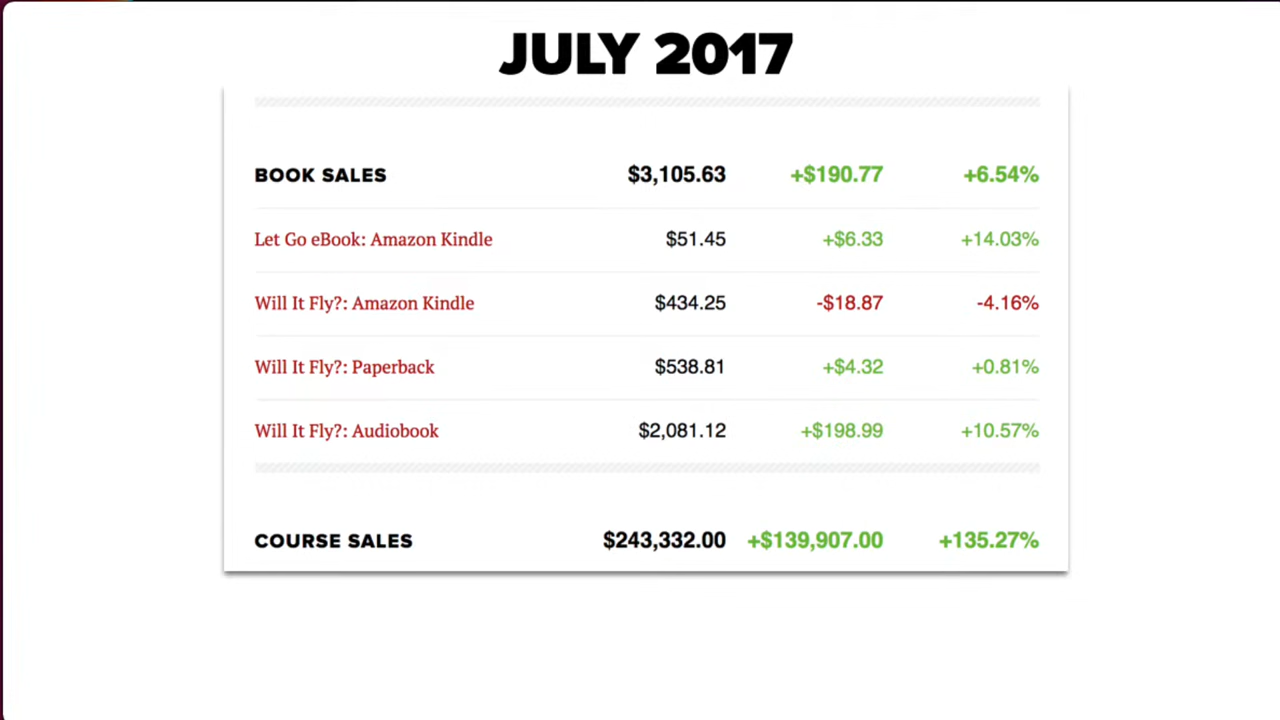 JULY 2017
BOOK SALES $3,105.63 +$190.77 +6.54%
Let Go eBook: Amazon Kindle $51.45 +$6.33 +14.03%
Will It Fly?: Amazon Kindle $434.25 -$18.87 -4.16%
Will It Fly?: Paperback $538.81 +$4.32 +0.81%
Will It Fly?: Audiobook $2,081.12 +$198.99 +10.57%
COURSE SALES $243,332.00 +$139,907.00 +135.27%